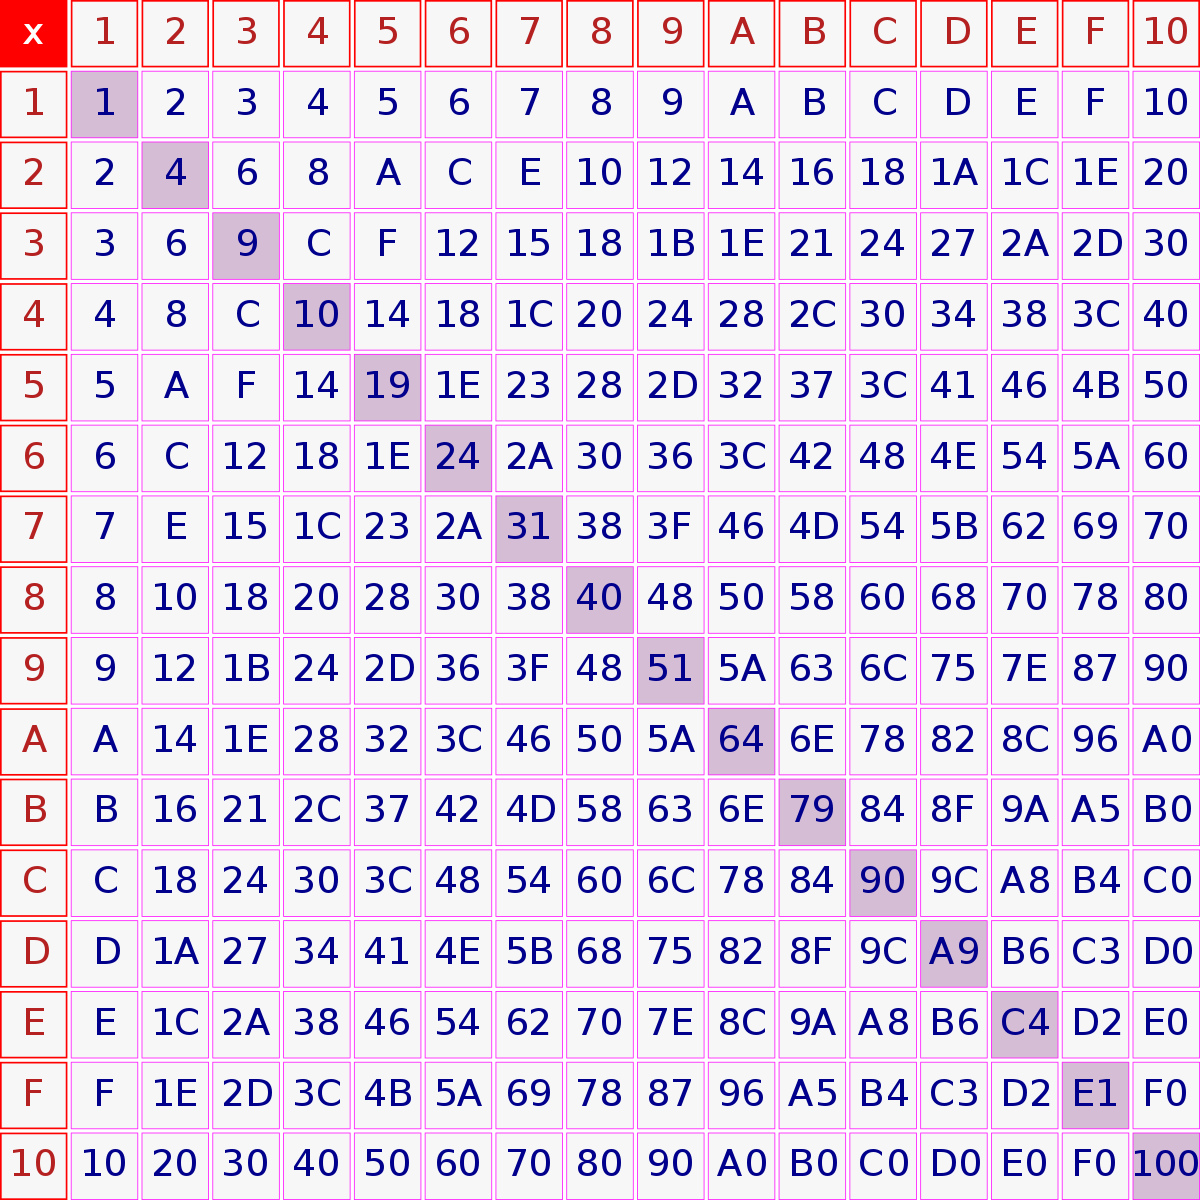 X 1 2 3 4 5 6 7 8 9 A B C D E F 10
1 1 2 3 4 5 6 7 8 9 A B C D E F 10
2 2 4 6 8 A C E 10 12 14 16 18 1A 1C 1E 20
3 3 6 9 C F 12 15 18 1B 1E 21 24 27 2A 2D 30
4 4 8 C 10 14 18 1C 20 24 28 2C 30 34 38 3C 40
5 5 A F 14 19 1E 23 28 2D 32 37 3C 41 46 4B 50
6 6 C 12 18 1E 24 2A 30 36 3C 42 48 4E 54 5A 60
7 7 E 15 1C 23 2A 31 38 3F 46 4D 54 5B 62 69 70
8 8 10 18 20 28 30 38 40 48 50 58 60 68 70 78 80
9 9 12 1B 24 2D 36 3F 48 51 5A 63 6C 75 7E 87 90
A A 14 1E 28 32 3C 46 50 5A 64 6E 78 82 8C 96 A0
B B 16 21 2C 37 42 4D 58 63 6E 79 84 8F 9A A5 B0
C C 18 24 30 3C 48 54 60 6C 78 84 90 9C A8 B4 C0
D D 1A 27 34 41 4E 5B 68 75 82 8F 9C A9 B6 C3 D0
E E 1C 2A 38 46 54 62 70 7E 8C 9A A8 B6 C4 D2 E0
F F 1E 2D 3C 4B 5A 69 78 87 96 A5 B4 C3 D2 E1 F0
10 10 20 30 40 50 60 70 80 90 A0 B0 C0 D0 E0 F0 100